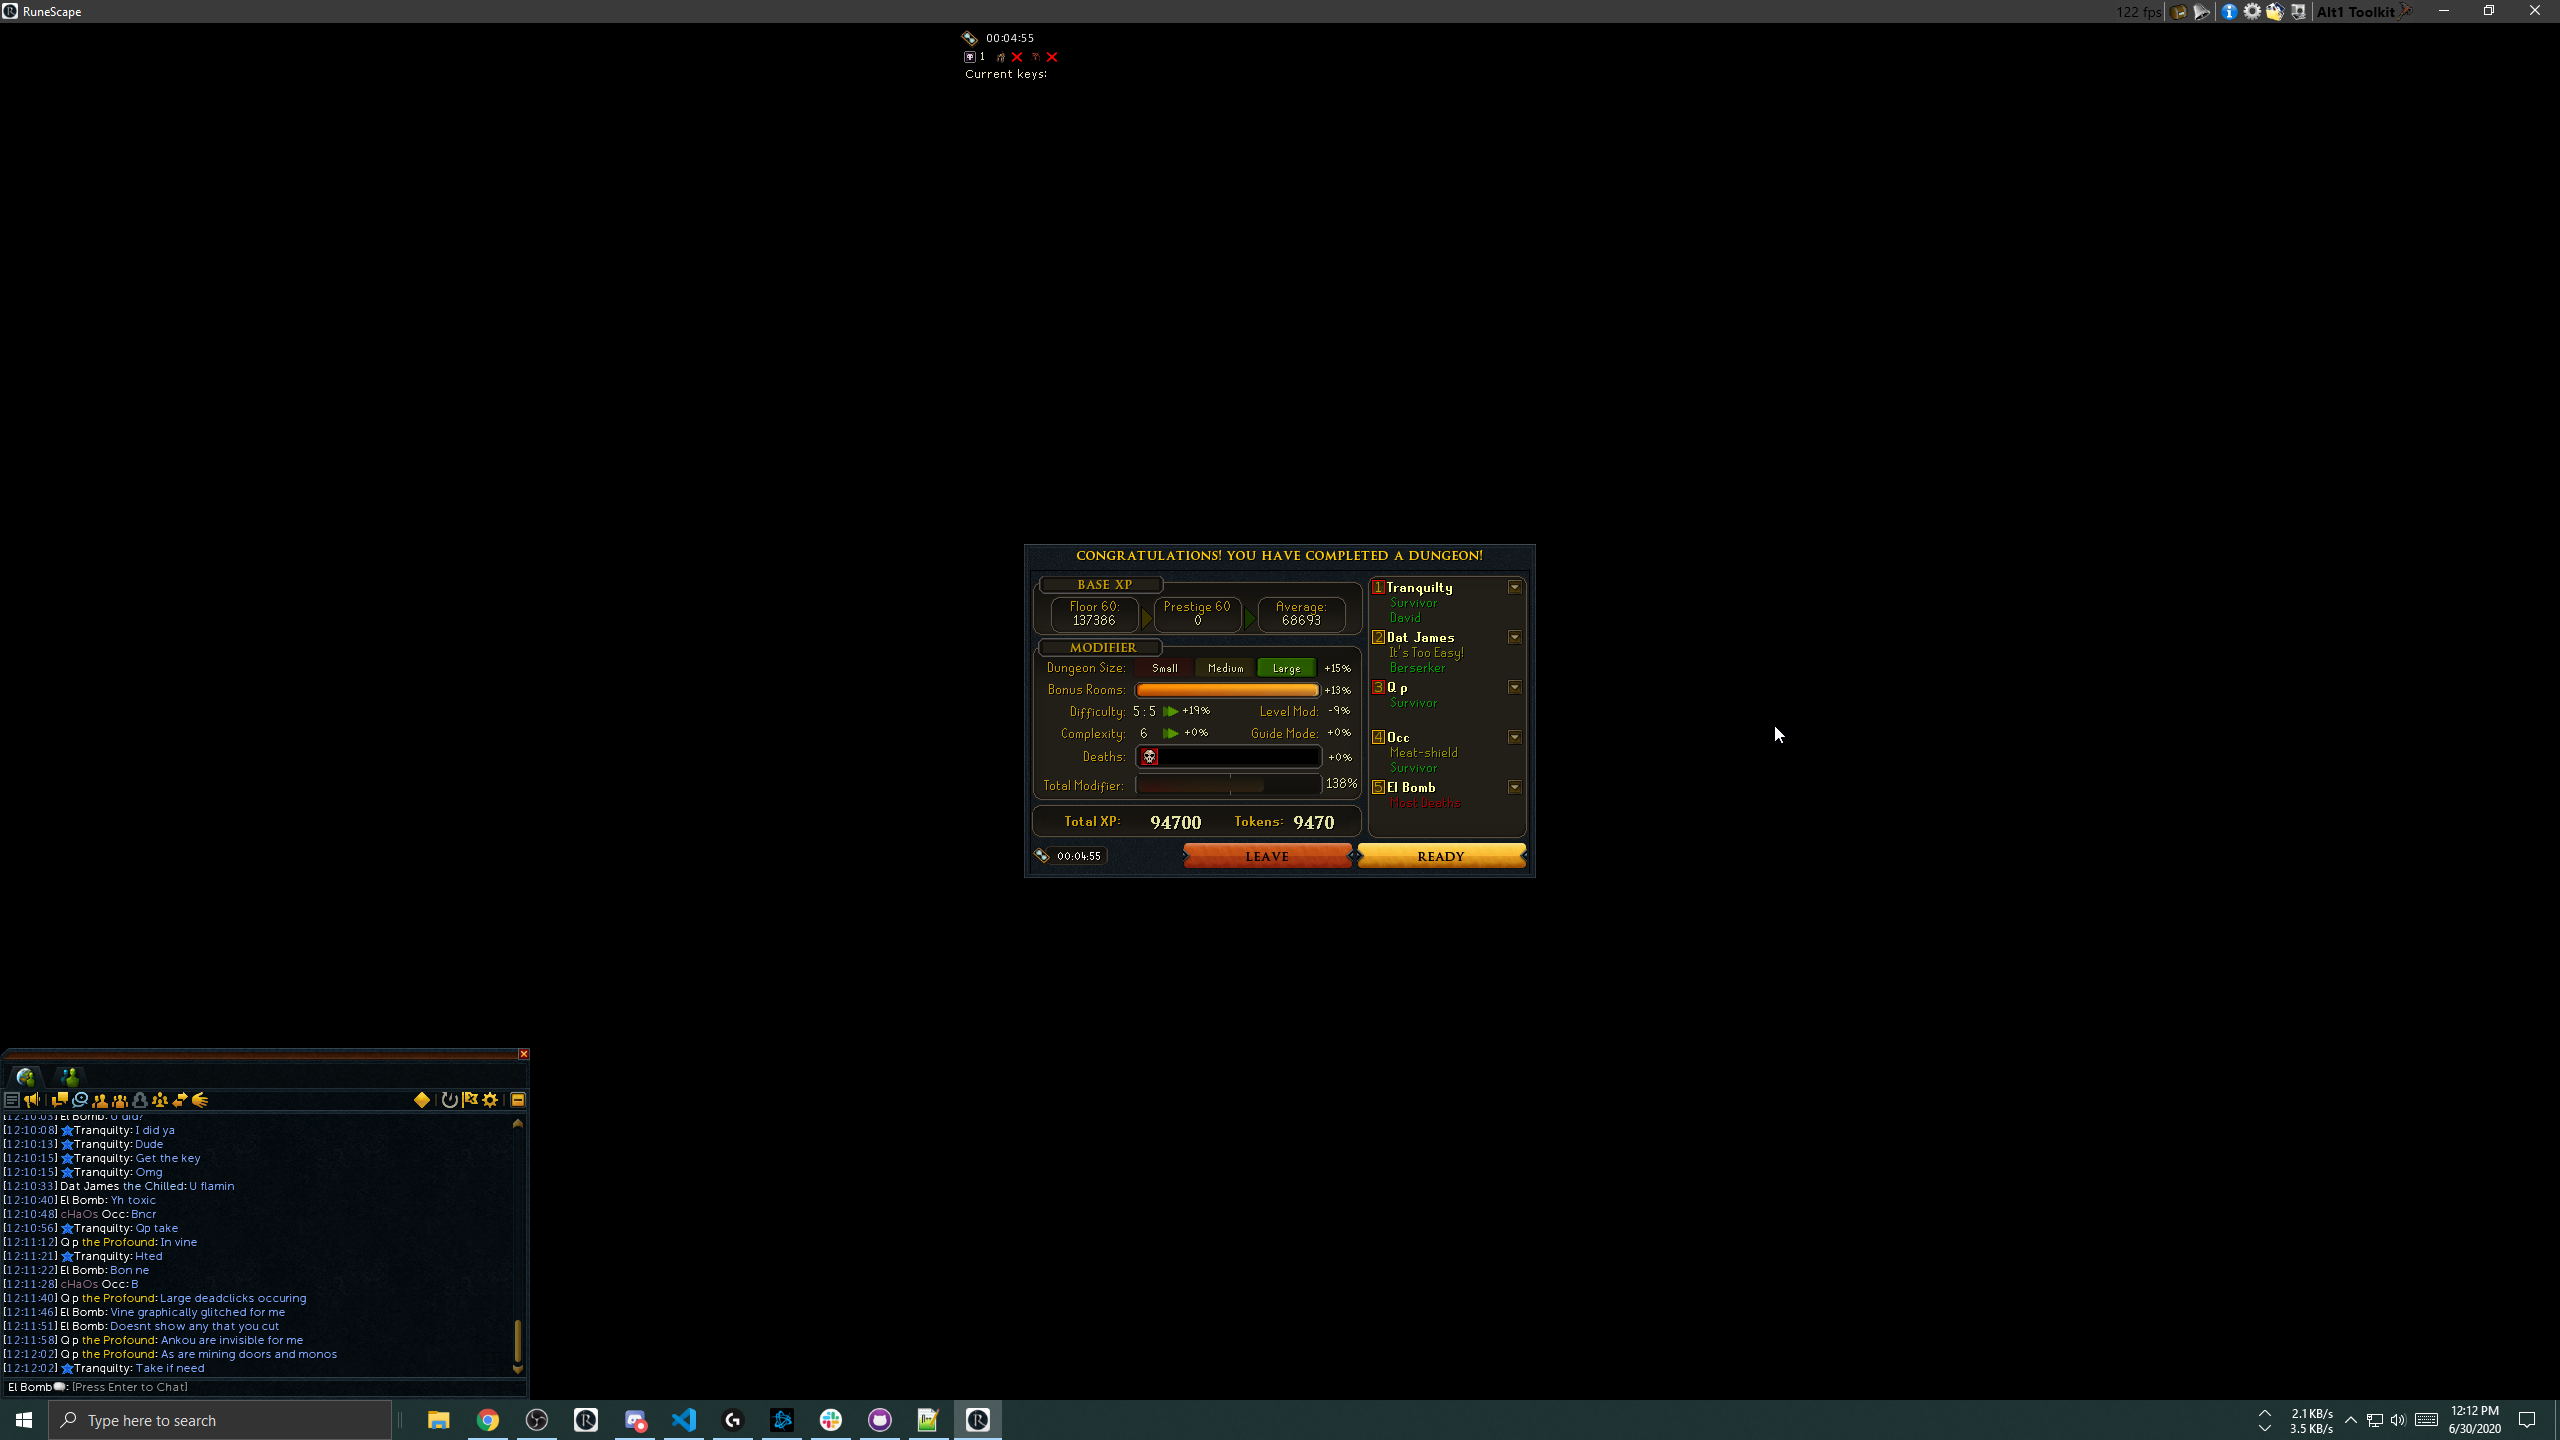 RuneScape
122 fps
Alt1 Toolkit
00:04:55
1
Current keys:
CONGRATULATIONS! YOU HAVE COMPLETED A DUNGEON!
BASE XP
Floor 60:
137386
Prestige 60
0
Average:
68693
MODIFIER
Dungeon Size: Small Medium Large +15%
Bonus Rooms: +13%
Difficulty: 5 : 5 +19% Level Mod: -9%
Complexity: 6 +0% Guide Mode: +0%
Deaths: +0%
Total Modifier: 138%
Total XP: 94700 Tokens: 9470
00:04:55
LEAVE
READY
1 Tranquilty
Survivor
David
2 Dat James
It's Too Easy!
Berserker
3 Q p
Survivor
4 Occ
Meat-shield
Survivor
5 El Bomb
Most Deaths
[12:10:03] El Bomb: U did?
[12:10:08] Tranquilty: I did ya
[12:10:13] Tranquilty: Dude
[12:10:15] Tranquilty: Get the key
[12:10:15] Tranquilty: Omg
[12:10:33] Dat James the Chilled: U flamin
[12:10:40] El Bomb: Yh toxic
[12:10:48] cHaOs Occ: Bncr
[12:10:56] Tranquilty: Qp take
[12:11:12] Q p the Profound: In vine
[12:11:21] Tranquilty: Hted
[12:11:22] El Bomb: Bon ne
[12:11:28] cHaOs Occ: B
[12:11:40] Q p the Profound: Large deadclicks occuring
[12:11:46] El Bomb: Vine graphically glitched for me
[12:11:51] El Bomb: Doesnt show any that you cut
[12:11:58] Q p the Profound: Ankou are invisible for me
[12:12:02] Q p the Profound: As are mining doors and monos
[12:12:02] Tranquilty: Take if need
El Bomb: [Press Enter to Chat]
Type here to search
2.1 KB/s
3.5 KB/s
12:12 PM
6/30/2020